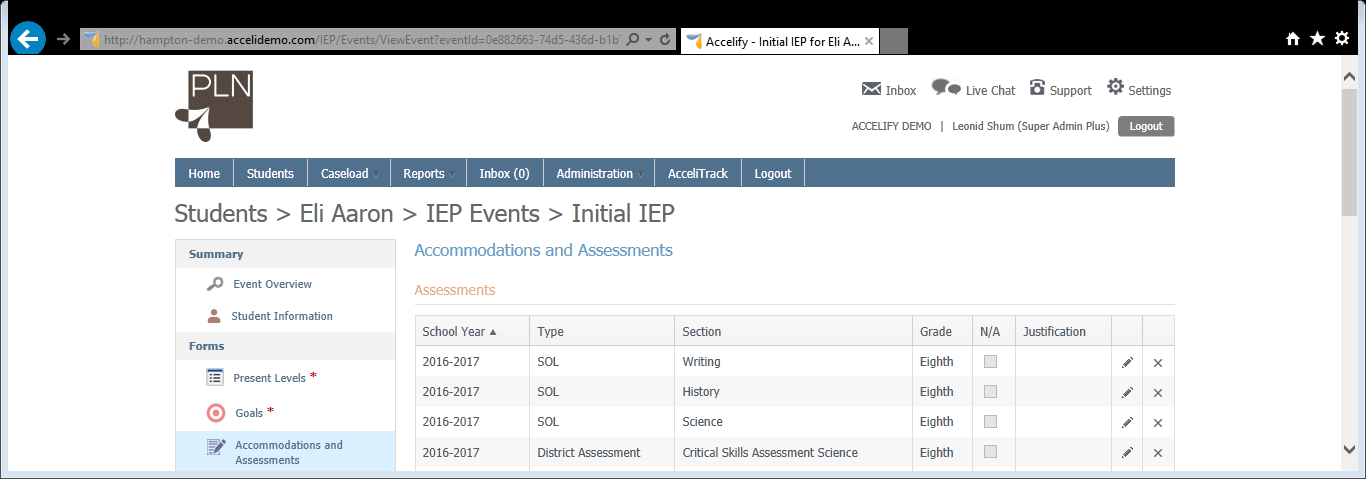 http://hampton-demo.accelidemo.com/IEP/Events/ViewEvent?eventId=0e882663-74d5-436d-b1b
Accelify - Initial IEP for Eli A...
PLN
Inbox Live Chat Support Settings
ACCELIFY DEMO | Leonid Shum (Super Admin Plus) Logout
Home Students Caseload Reports Inbox (0) Administration AcceliTrack Logout
Students > Eli Aaron > IEP Events > Initial IEP
Summary
Event Overview
Student Information
Forms
Present Levels *
Goals *
Accommodations and
Assessments
Accommodations and Assessments
Assessments
School Year Type Section Grade N/A Justification
2016-2017 SOL Writing Eighth
2016-2017 SOL History Eighth
2016-2017 SOL Science Eighth
2016-2017 District Assessment Critical Skills Assessment Science Eighth